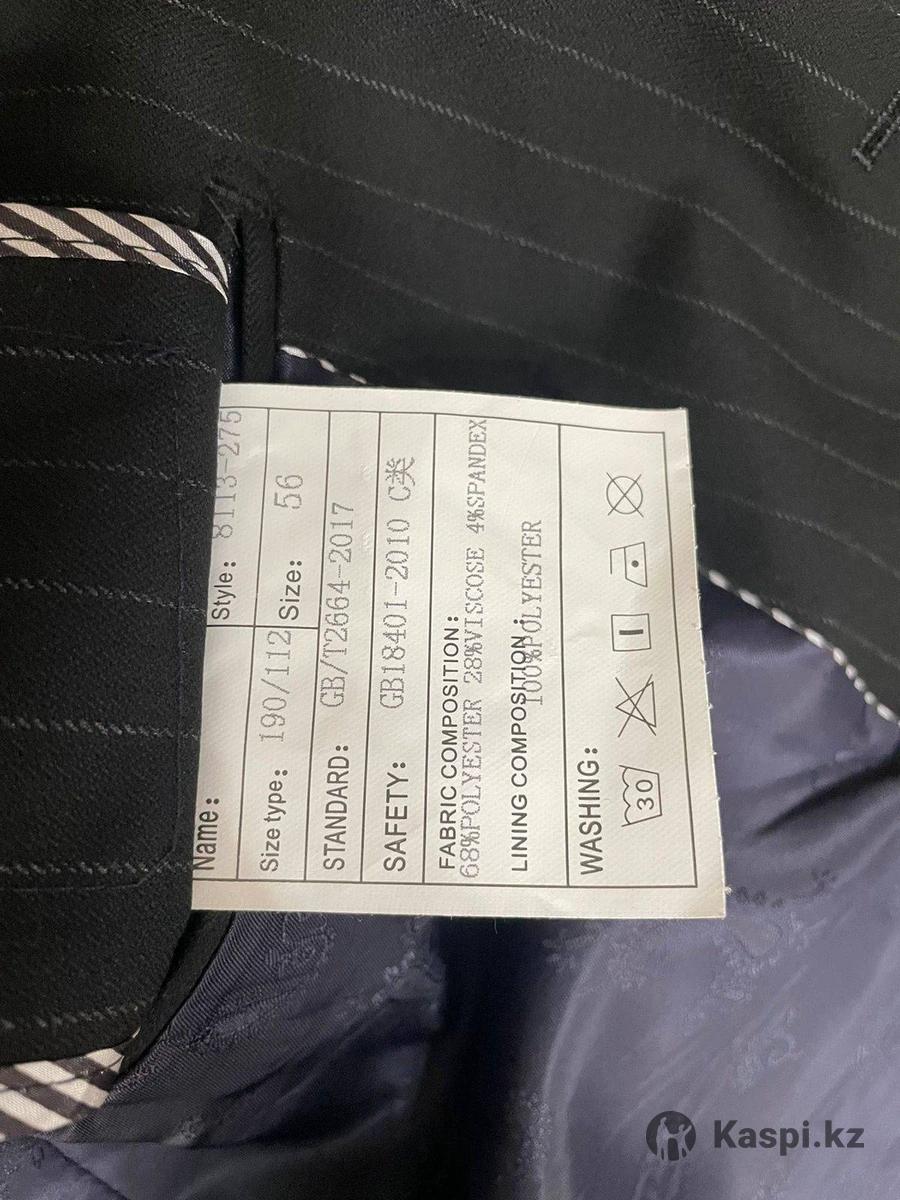 Name:
Style: 8113-275
Size type: 190/112
Size: 56
STANDARD: GB/T2664-2017
SAFETY: GB18401-2010 C类
FABRIC COMPOSITION:
68%POLYESTER 28%VISCOSE 4%SPANDEX
LINING COMPOSITION:
100%POLYESTER
WASHING:
30
Kaspi.kz